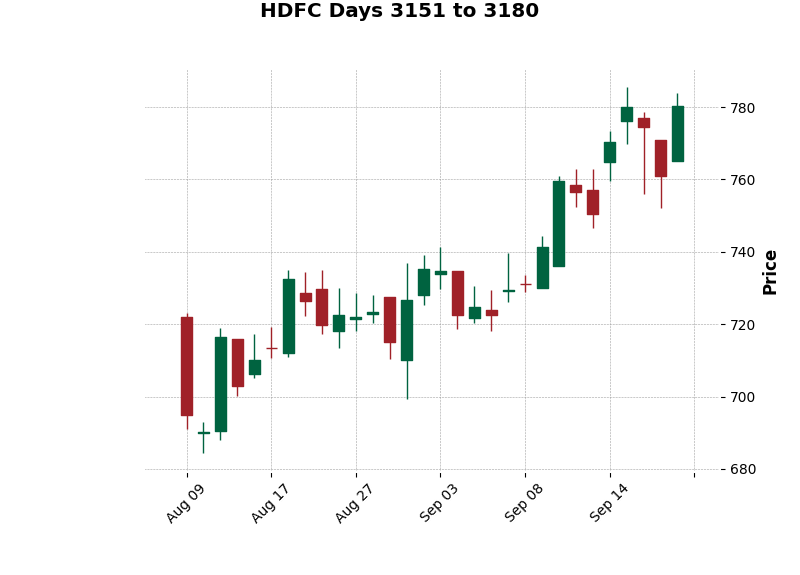 HDFC Days 3151 to 3180
780
760
740
720
700
680
Price
Aug 09
Aug 17
Aug 27
Sep 03
Sep 08
Sep 14